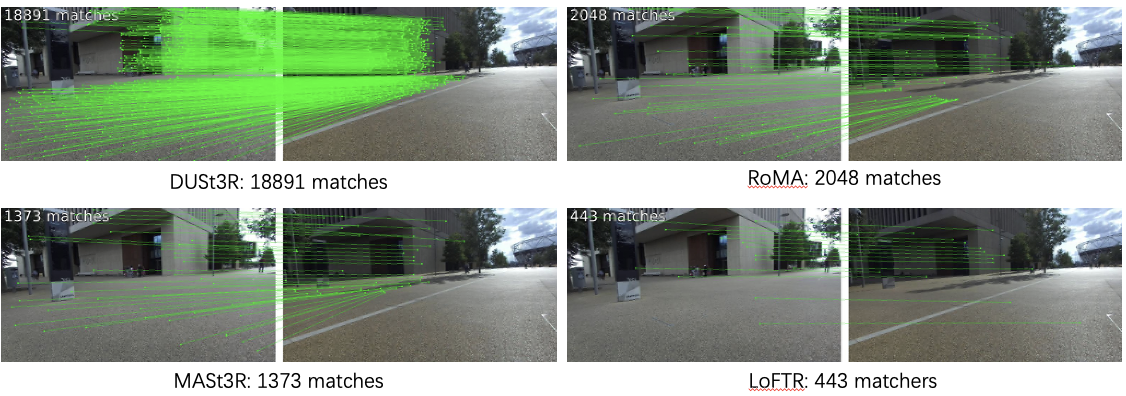 18891 matches
2048 matches
DUSt3R: 18891 matches
RoMA: 2048 matches
1373 matches
443 matches
MASt3R: 1373 matches
LoFTR: 443 matchers